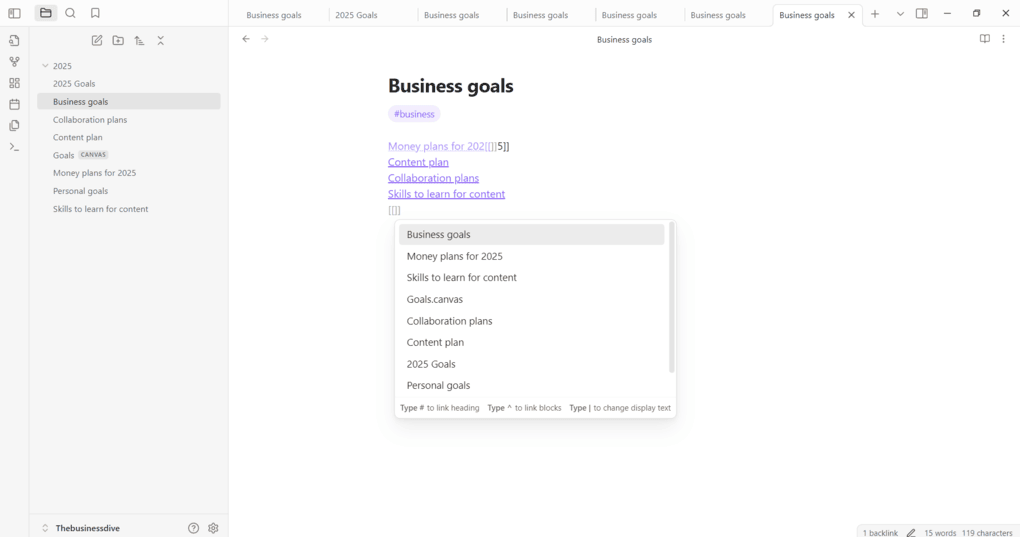 Business goals
2025 Goals
Business goals
Business goals
Business goals
Business goals
Business goals
Business goals
2025
2025 Goals
Business goals
Collaboration plans
Content plan
Goals CANVAS
Money plans for 2025
Personal goals
Skills to learn for content
Thebusinessdive
Business goals
#business
Money plans for 202[[]]5]]
Content plan
Collaboration plans
Skills to learn for content
[[]]
Business goals
Money plans for 2025
Skills to learn for content
Goals.canvas
Collaboration plans
Content plan
2025 Goals
Personal goals
Type # to link heading Type ^ to link blocks Type | to change display text
1 backlink 15 words 119 characters